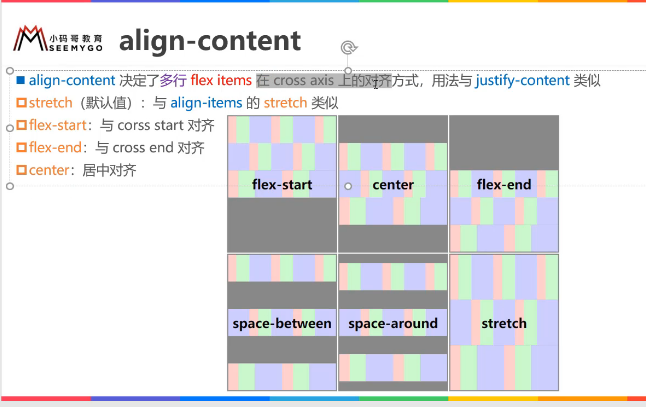 小码哥教育
SEEMYGO
align-content
align-content 决定了多行 flex items 在 cross axis 上的对齐方式，用法与 justify-content 类似
stretch（默认值）：与 align-items 的 stretch 类似
flex-start：与 corss start 对齐
flex-end：与 cross end 对齐
center：居中对齐
flex-start center flex-end
space-between space-around stretch